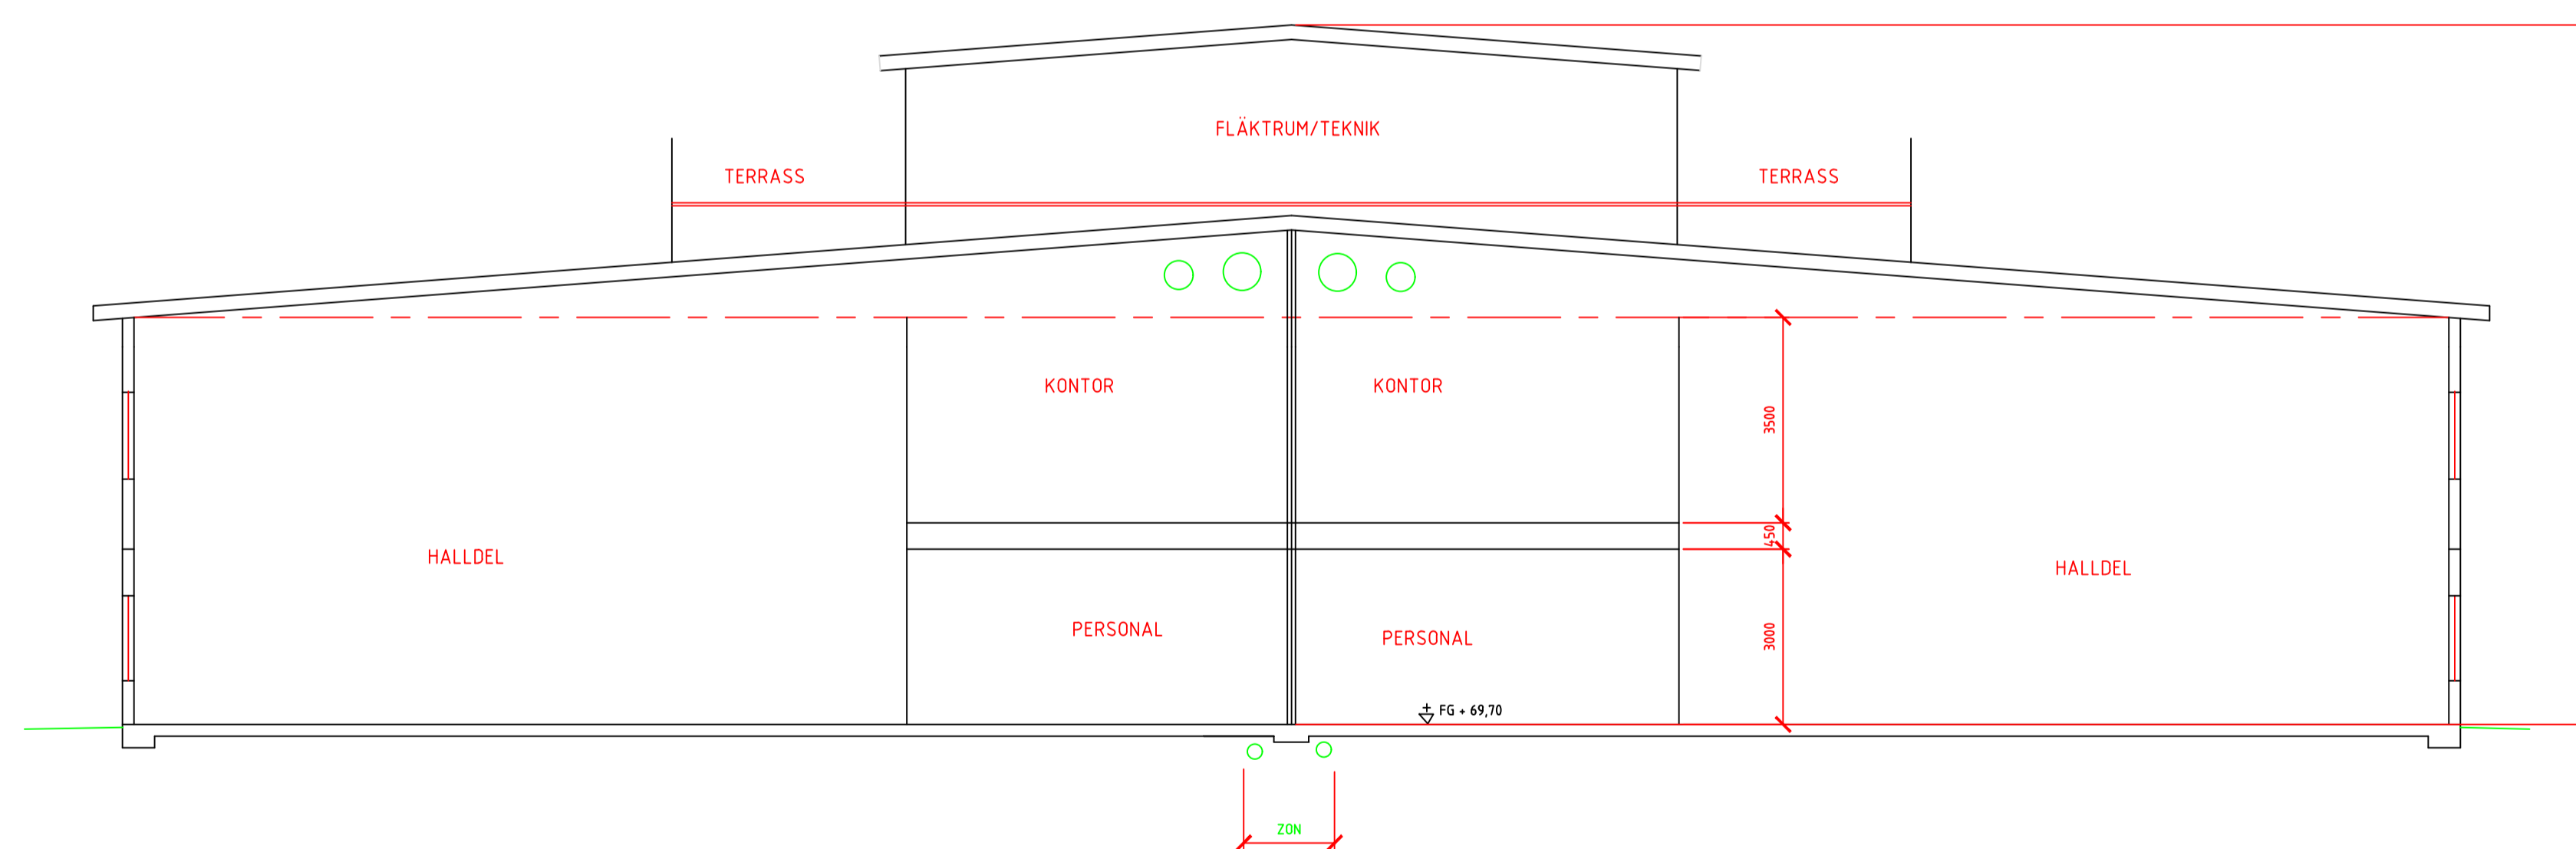 FLÄKTRUM/TEKNIK
TERRASS
TERRASS
KONTOR
KONTOR
3500
450
HALLDEL
HALLDEL
PERSONAL
PERSONAL
3000
FG + 69,70
ZON